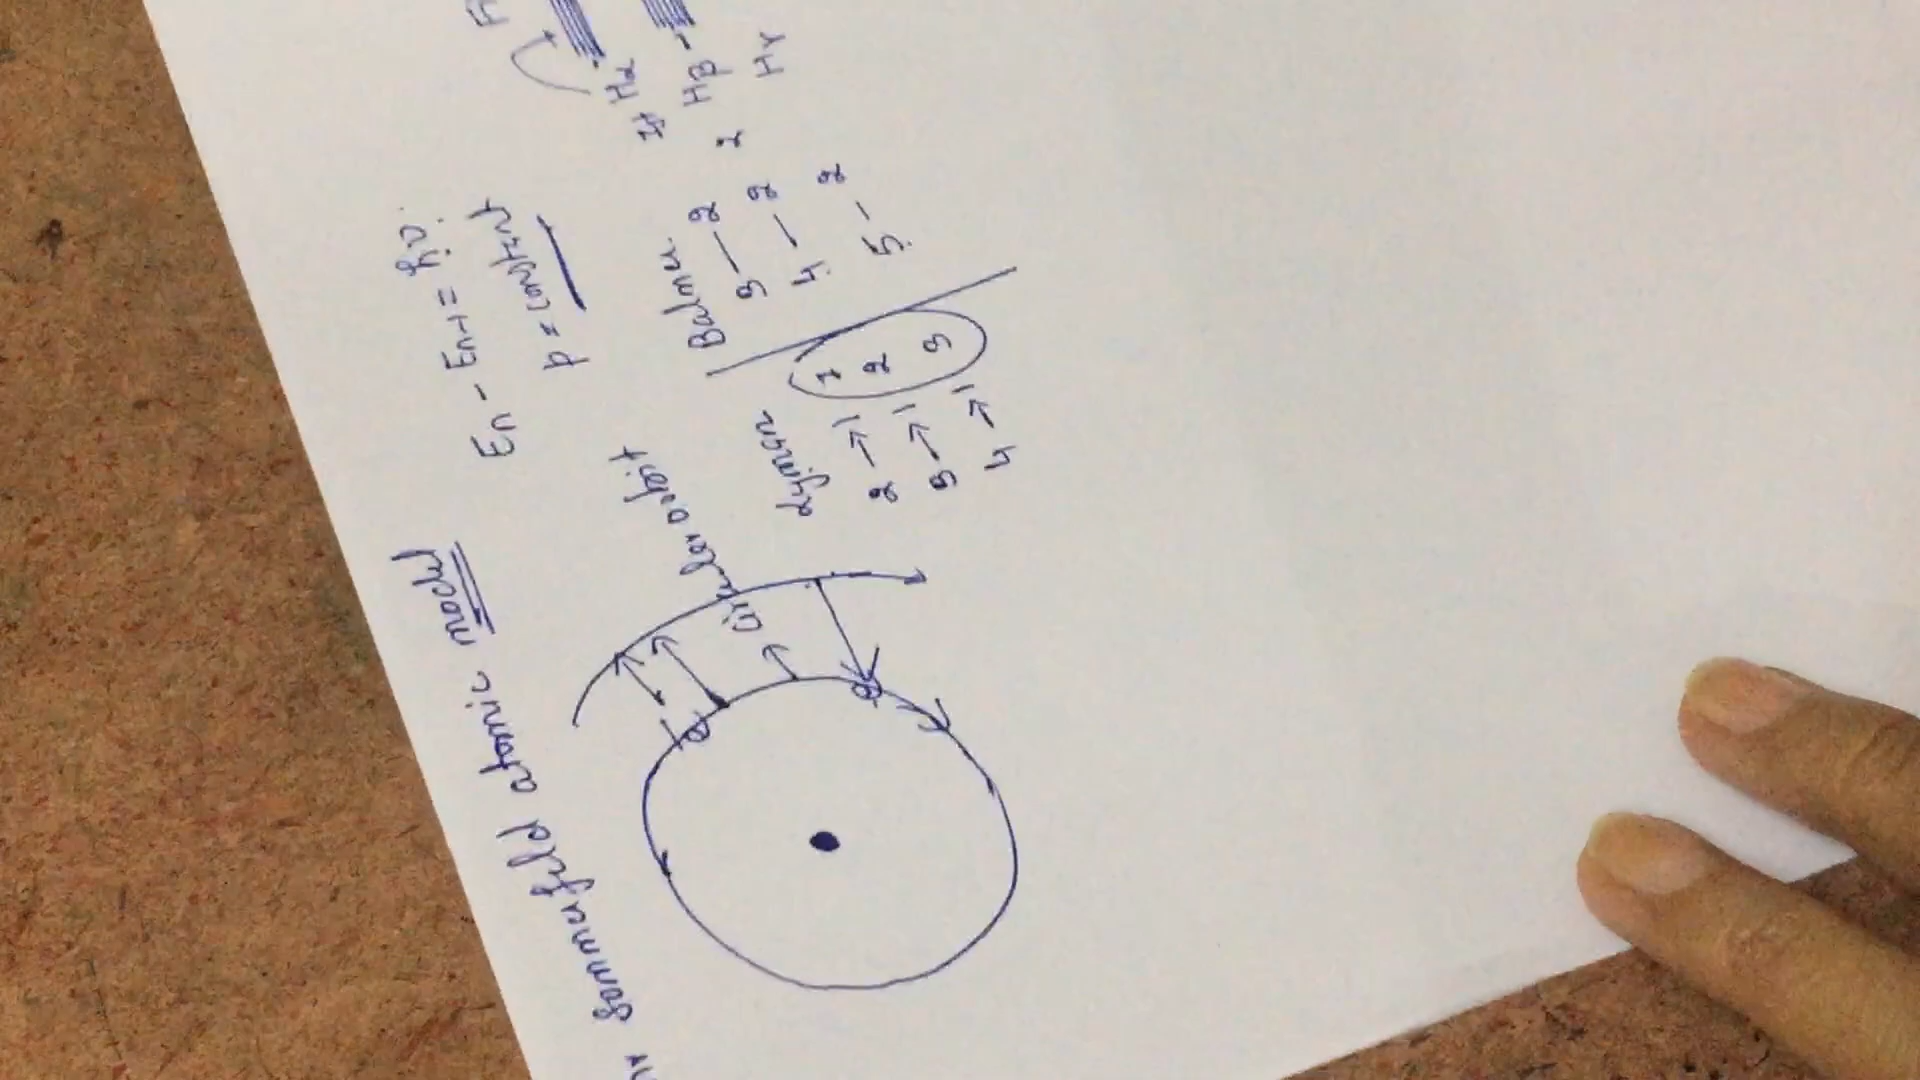 Sommerfild atomic model
En - En-1 = hν.
p = constant
Circular orbit
Lyman
2 → 1
3 → 1
4 → 1
1
2
3
Balmer
3 — 2
4 — 2
5 — 2
Hα
Hβ -
Hγ